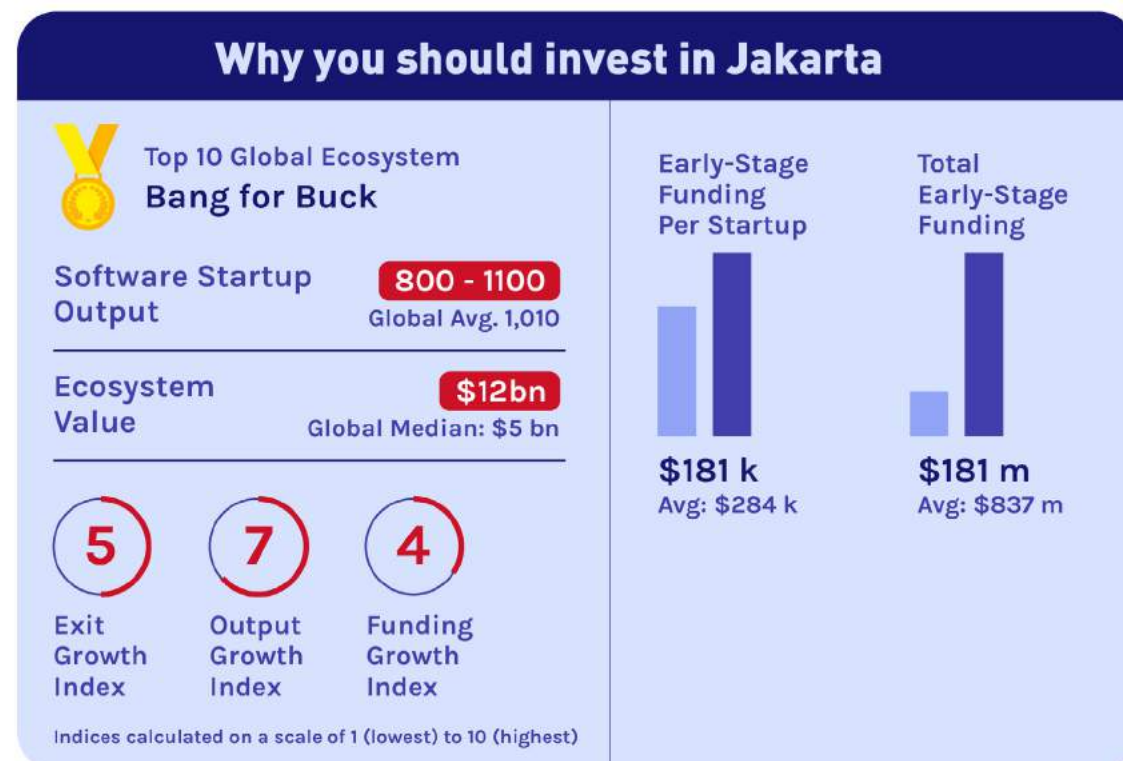 Why you should invest in Jakarta
Top 10 Global Ecosystem
Bang for Buck
Software Startup
Output
800 - 1100
Global Avg. 1,010
Ecosystem
Value
$12bn
Global Median: $5 bn
5
Exit
Growth
Index
7
Output
Growth
Index
4
Funding
Growth
Index
Indices calculated on a scale of 1 (lowest) to 10 (highest)
Early-Stage
Funding
Per Startup
$181 k
Avg: $284 k
Total
Early-Stage
Funding
$181 m
Avg: $837 m